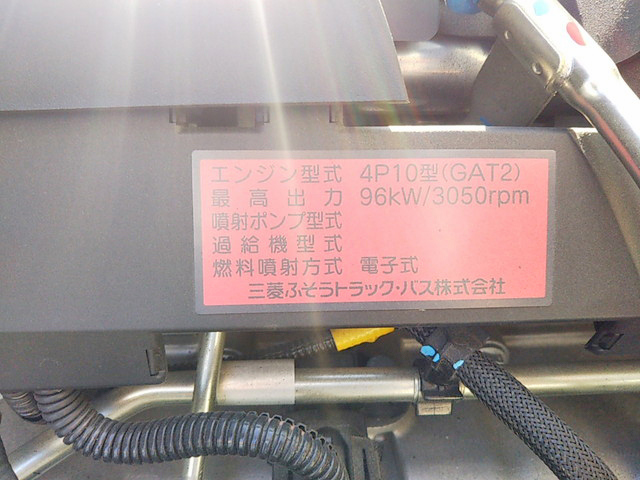 エンジン型式 4P10型(GAT2)
最高出力 96kW/3050rpm
噴射ポンプ型式
過給機型式
燃料噴射方式 電子式
三菱ふそうトラック・バス株式会社